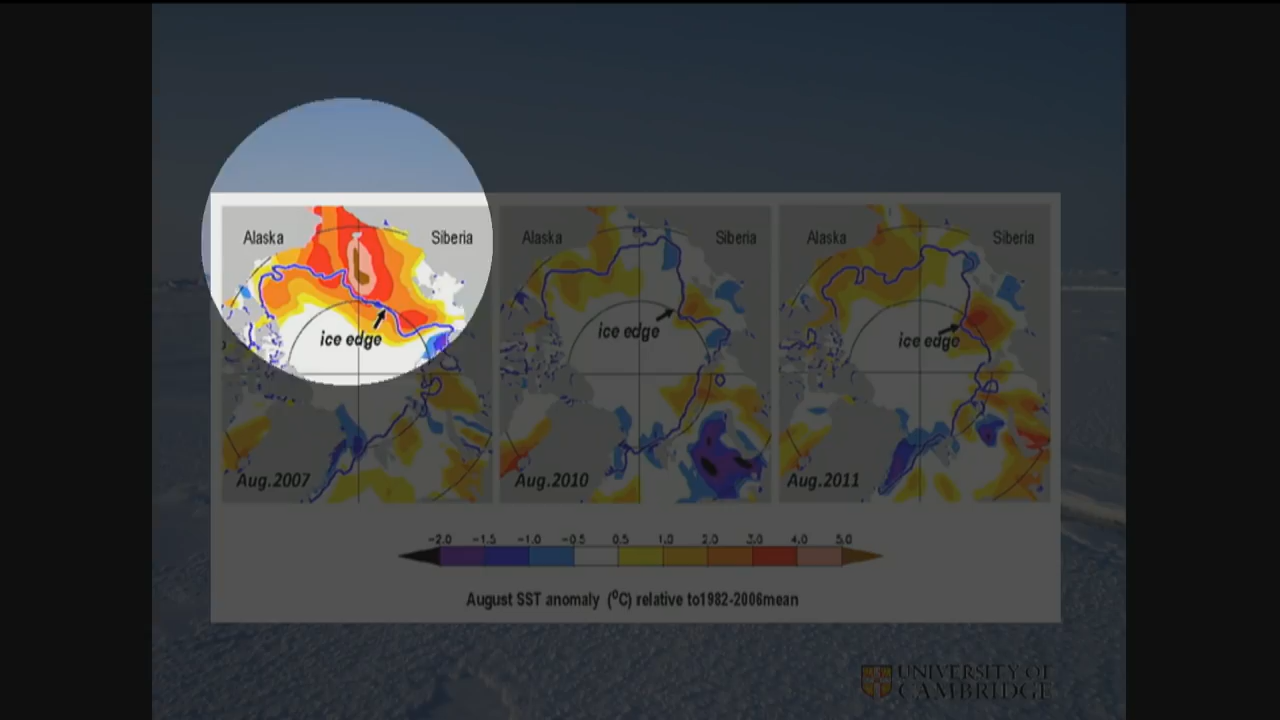 Alaska
Siberia
ice edge
Aug.2007
Alaska
Siberia
ice edge
Aug.2010
Alaska
Siberia
ice edge
Aug.2011
-2.0 -1.5 -1.0 -0.5 0.5 1.0 2.0 3.0 4.0 5.0
August SST anomaly (°C) relative to1982-2006mean
UNIVERSITY OF
CAMBRIDGE